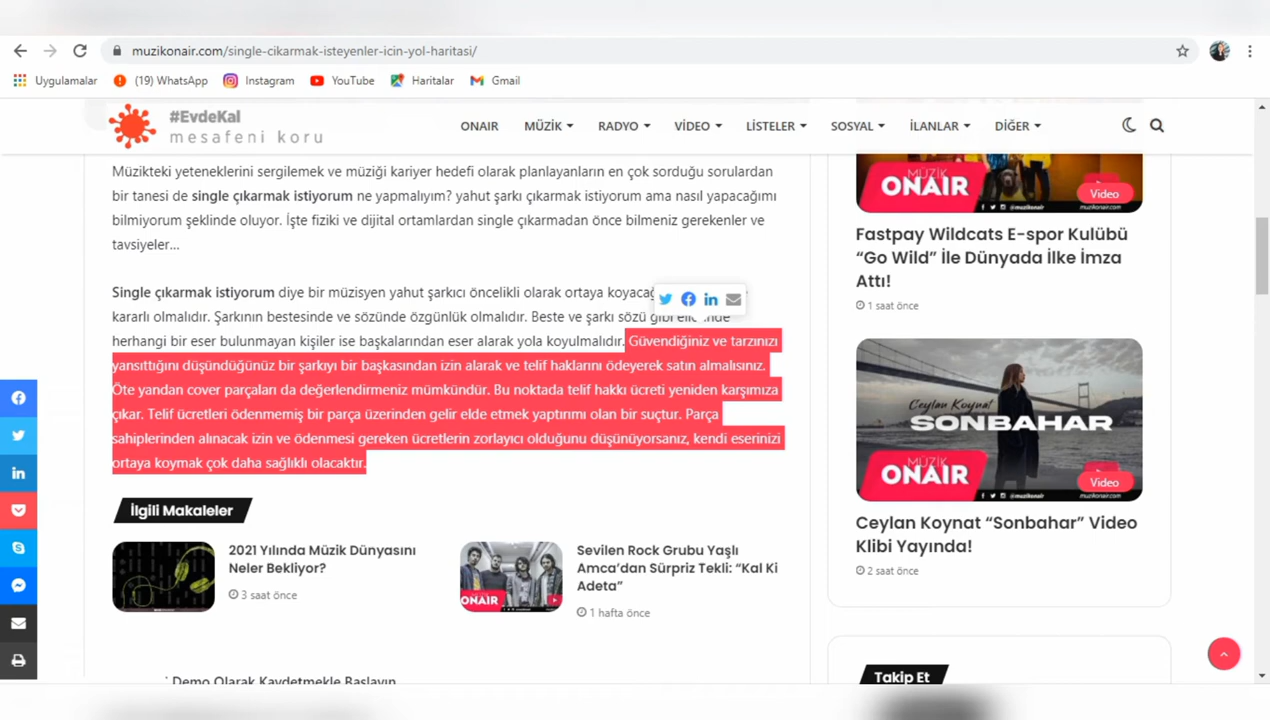 muzikonair.com/single-cikarmak-isteyenler-icin-yol-haritasi/
Uygulamalar
(19) WhatsApp
Instagram
YouTube
Haritalar
Gmail
#EvdeKal
mesafeni koru
ONAIR
MÜZİK
RADYO
VİDEO
LİSTELER
SOSYAL
İLANLAR
DİĞER
Müzikteki yeteneklerini sergilemek ve müziği kariyer hedefi olarak planlayanların en çok sorduğu sorulardan
bir tanesi de single çıkarmak istiyorum ne yapmalıyım? yahut şarkı çıkarmak istiyorum ama nasıl yapacağımı
bilmiyorum şeklinde oluyor. İşte fiziki ve dijital ortamlardan single çıkarmadan önce bilmeniz gerekenler ve
tavsiyeler...
Single çıkarmak istiyorum diye bir müzisyen yahut şarkıcı öncelikli olarak ortaya
kararlı olmalıdır. Şarkının bestesinde ve sözünde özgünlük olmalıdır. Beste ve şarkı sözü gibi
herhangi bir eser bulunmayan kişiler ise başkalarından eser alarak yola koyulmalıdır. Güvendiğiniz ve tarzınızı
yansıttığını düşündüğünüz bir şarkıyı bir başkasından izin alarak ve telif haklarını ödeyerek satın almalısınız.
Öte yandan cover parçaları da değerlendirmeniz mümkündür. Bu noktada telif hakkı ücreti yeniden karşımıza
çıkar. Telif ücretleri ödenmemiş bir parça üzerinden gelir elde etmek yaptırımı olan bir suçtur. Parça
sahiplerinden alınacak izin ve ödenmesi gereken ücretlerin zorlayıcı olduğunu düşünüyorsanız, kendi eserinizi
ortaya koymak çok daha sağlıklı olacaktır.
İlgili Makaleler
2021 Yılında Müzik Dünyasını
Neler Bekliyor?
3 saat önce
ONAIR
Sevilen Rock Grubu Yaşlı
Amca'dan Sürpriz Tekli: “Kal Ki
Adeta”
1 hafta önce
Demo Olarak Kaydetmekle Başlayın
MÜZİK
ONAIR
Video
@muzikonair
muzikonair.com
Fastpay Wildcats E-spor Kulübü
“Go Wild” İle Dünyada İlke İmza
Attı!
1 saat önce
Ceylan Koynat
SONBAHAR
MÜZİK
ONAIR
Video
@muzikonair
muzikonair.com
Ceylan Koynat “Sonbahar” Video
Klibi Yayında!
2 saat önce
Takip Et